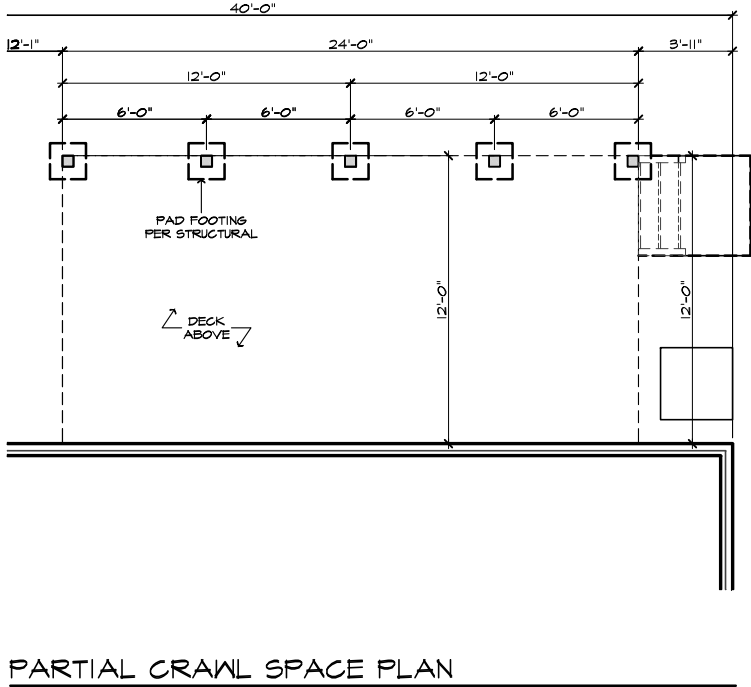 40'-0"
12'-1"
24'-0"
3'-11"
12'-0"
12'-0"
6'-0"
6'-0"
6'-0"
6'-0"
PAD FOOTING
PER STRUCTURAL
12'-0"
12'-0"
DECK
ABOVE
PARTIAL CRAWL SPACE PLAN